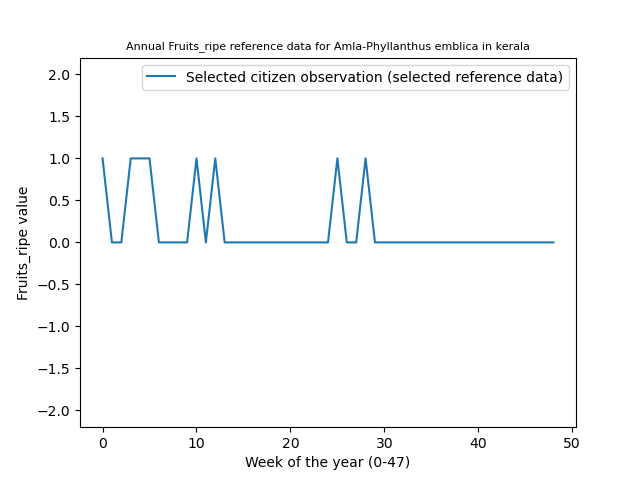 Annual Fruits_ripe reference data for Amla-Phyllanthus emblica in kerala
Selected citizen observation (selected reference data)
2.0
1.5
1.0
0.5
0.0
−0.5
−1.0
−1.5
−2.0
Fruits_ripe value
0 10 20 30 40 50
Week of the year (0-47)